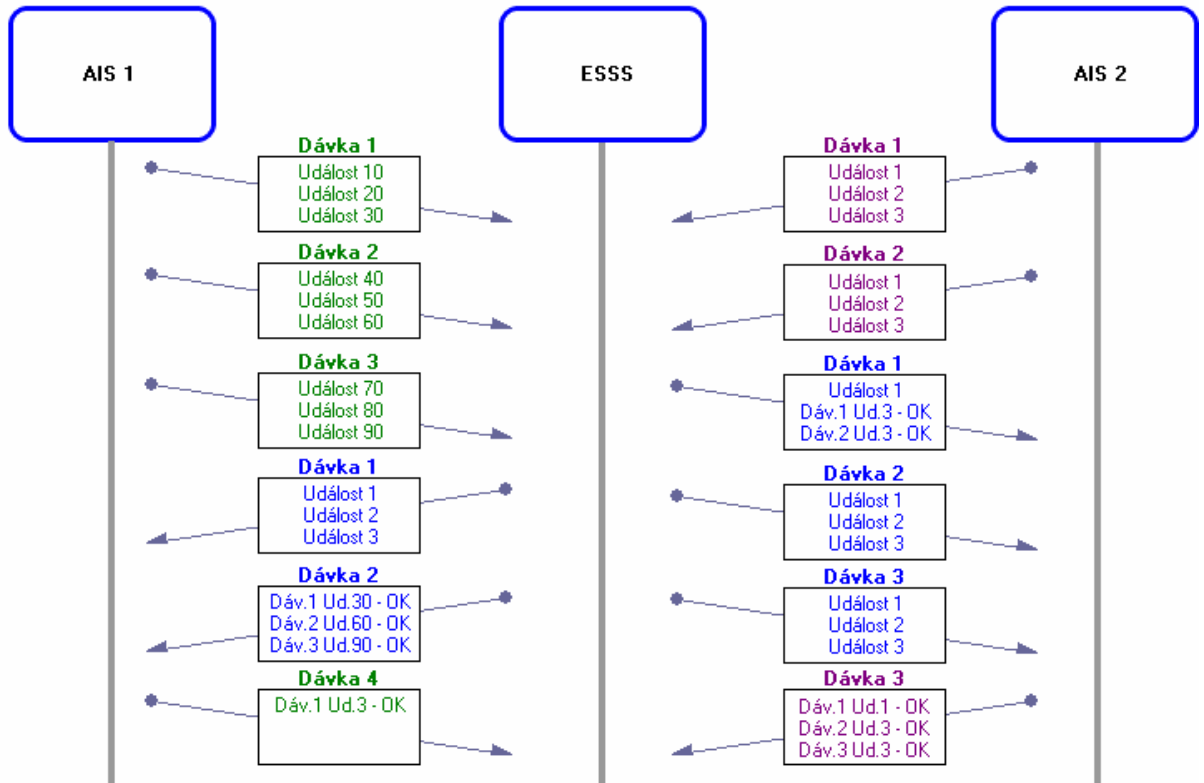 AIS 1
ESSS
AIS 2
Dávka 1
Událost 10
Událost 20
Událost 30
Dávka 1
Událost 1
Událost 2
Událost 3
Dávka 2
Událost 40
Událost 50
Událost 60
Dávka 2
Událost 1
Událost 2
Událost 3
Dávka 3
Událost 70
Událost 80
Událost 90
Dávka 1
Událost 1
Dáv.1 Ud.3 - OK
Dáv.2 Ud.3 - OK
Dávka 1
Událost 1
Událost 2
Událost 3
Dávka 2
Událost 1
Událost 2
Událost 3
Dávka 2
Dáv.1 Ud.30 - OK
Dáv.2 Ud.60 - OK
Dáv.3 Ud.90 - OK
Dávka 3
Událost 1
Událost 2
Událost 3
Dávka 4
Dáv.1 Ud.3 - OK
Dávka 3
Dáv.1 Ud.1 - OK
Dáv.2 Ud.3 - OK
Dáv.3 Ud.3 - OK